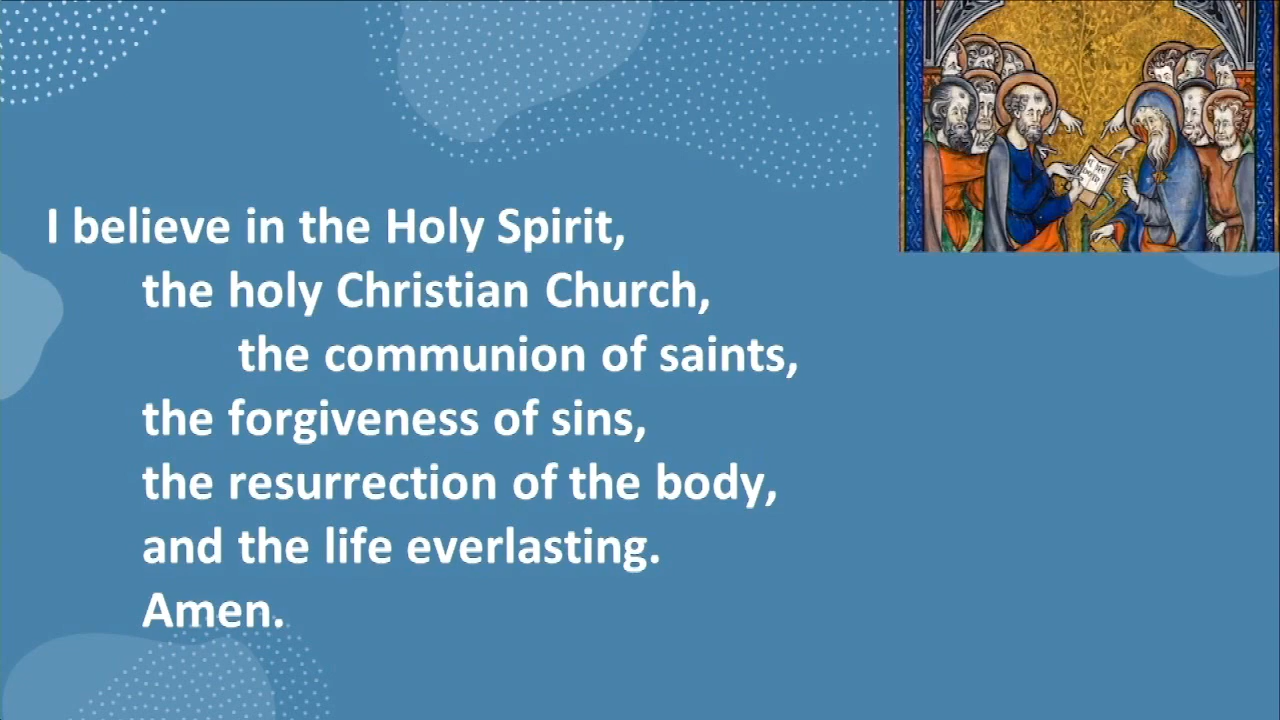 I believe in the Holy Spirit,
the holy Christian Church,
the communion of saints,
the forgiveness of sins,
the resurrection of the body,
and the life everlasting.
Amen.